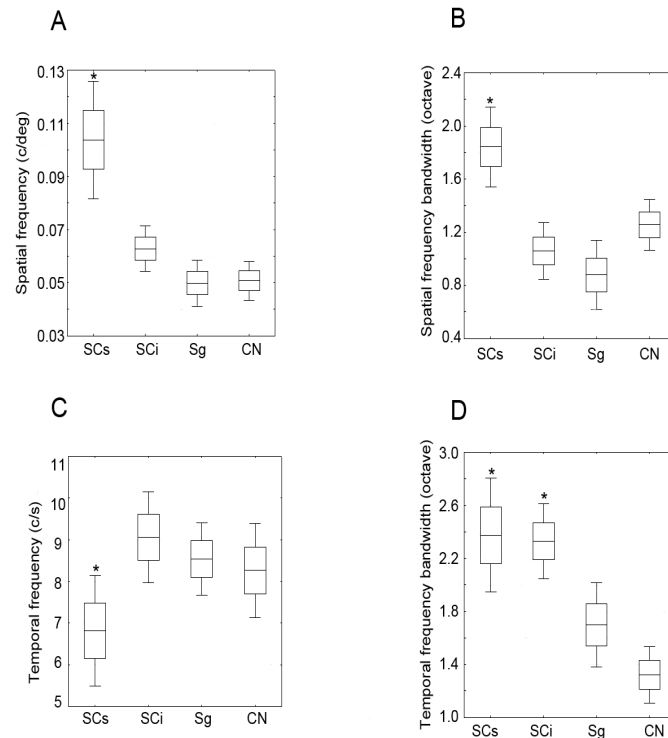 A
Spatial frequency (c/deg)
0.13
0.11
0.09
0.07
0.05
0.03
*
SCs SCi Sg CN
B
Spatial frequency bandwidth (octave)
2.4
2.0
1.6
1.2
0.8
0.4
*
SCs SCi Sg CN
C
Temporal frequency (c/s)
11
10
9
8
7
6
5
*
SCs SCi Sg CN
D
Temporal frequency bandwidth (octave)
3.0
2.6
2.2
1.8
1.4
1.0
* *
SCs SCi Sg CN